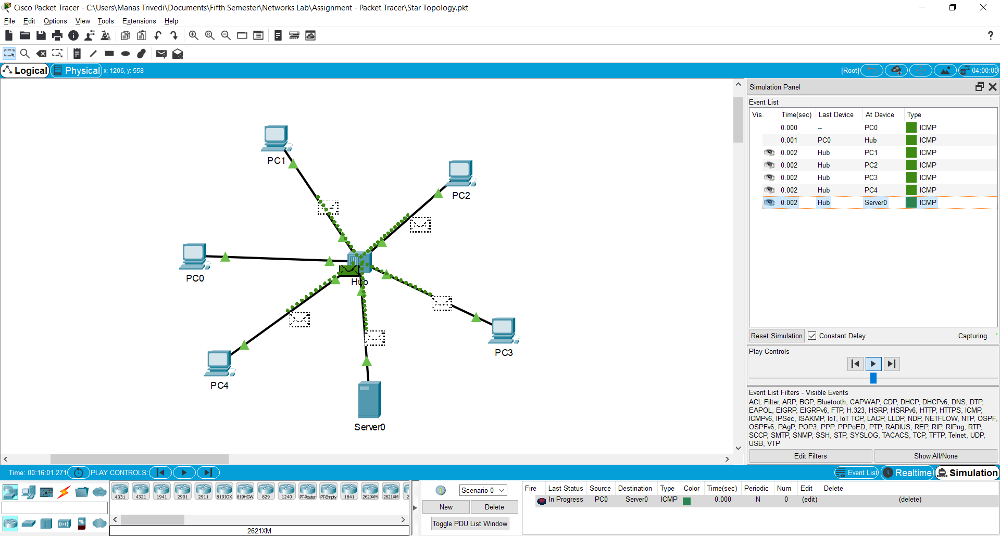 Cisco Packet Tracer - C:\Users\Manas Trivedi\Documents\Fifth Semester\Networks Lab\Assignment - Packet Tracer\Star Topology.pkt
File Edit Options View Tools Extensions Help
?
Logical Physical x: 1206, y: 558 [Root] 04:00:00
Simulation Panel
Event List
Vis. Time(sec) Last Device At Device Type
0.000 -- PC0 ICMP
0.001 PC0 Hub ICMP
0.002 Hub PC1 ICMP
0.002 Hub PC2 ICMP
0.002 Hub PC3 ICMP
0.002 Hub PC4 ICMP
0.002 Hub Server0 ICMP
PC1
PC2
PC0
Hub
PC3
PC4
Server0
Reset Simulation Constant Delay Capturing... *
Play Controls
Event List Filters - Visible Events
ACL Filter, ARP, BGP, Bluetooth, CAPWAP, CDP, DHCP, DHCPv6, DNS, DTP,
EAPOL, EIGRP, EIGRPv6, FTP, H.323, HSRP, HSRPv6, HTTP, HTTPS, ICMP,
ICMPv6, IPSec, ISAKMP, IoT, IoT TCP, LACP, LLDP, NDP, NETFLOW, NTP, OSPF,
OSPFv6, PAgP, POP3, PPP, PPPoED, PTP, RADIUS, REP, RIP, RIPng, RTP,
SCCP, SMTP, SNMP, SSH, STP, SYSLOG, TACACS, TCP, TFTP, Telnet, UDP,
USB, VTP
Edit Filters Show All/None
Time: 00:16:01.271 PLAY CONTROLS: Event List Realtime Simulation
4331 4321 1941 2901 2911 819IOX 819HGW 829 1240 PT-Router PT-Empty 1841 2620XM 2621XM 2
2621XM
Scenario 0
New Delete
Toggle PDU List Window
Fire Last Status Source Destination Type Color Time(sec) Periodic Num Edit Delete
In Progress PC0 Server0 ICMP 0.000 N 0 (edit) (delete)